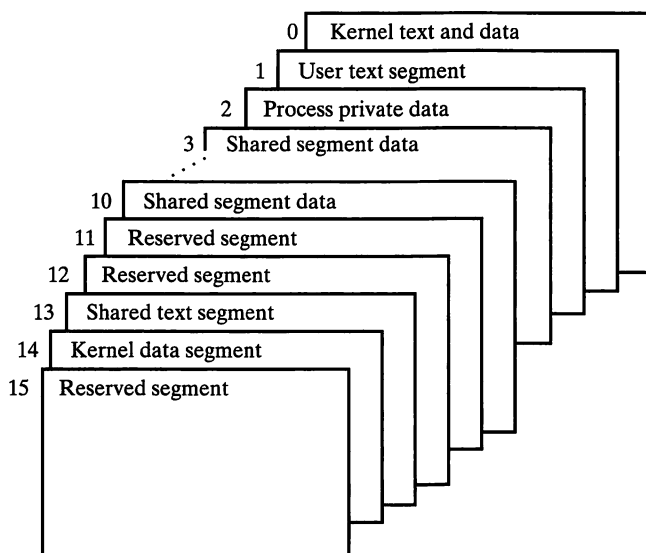 0 Kernel text and data
1 User text segment
2 Process private data
3 Shared segment data
10 Shared segment data
11 Reserved segment
12 Reserved segment
13 Shared text segment
14 Kernel data segment
15 Reserved segment